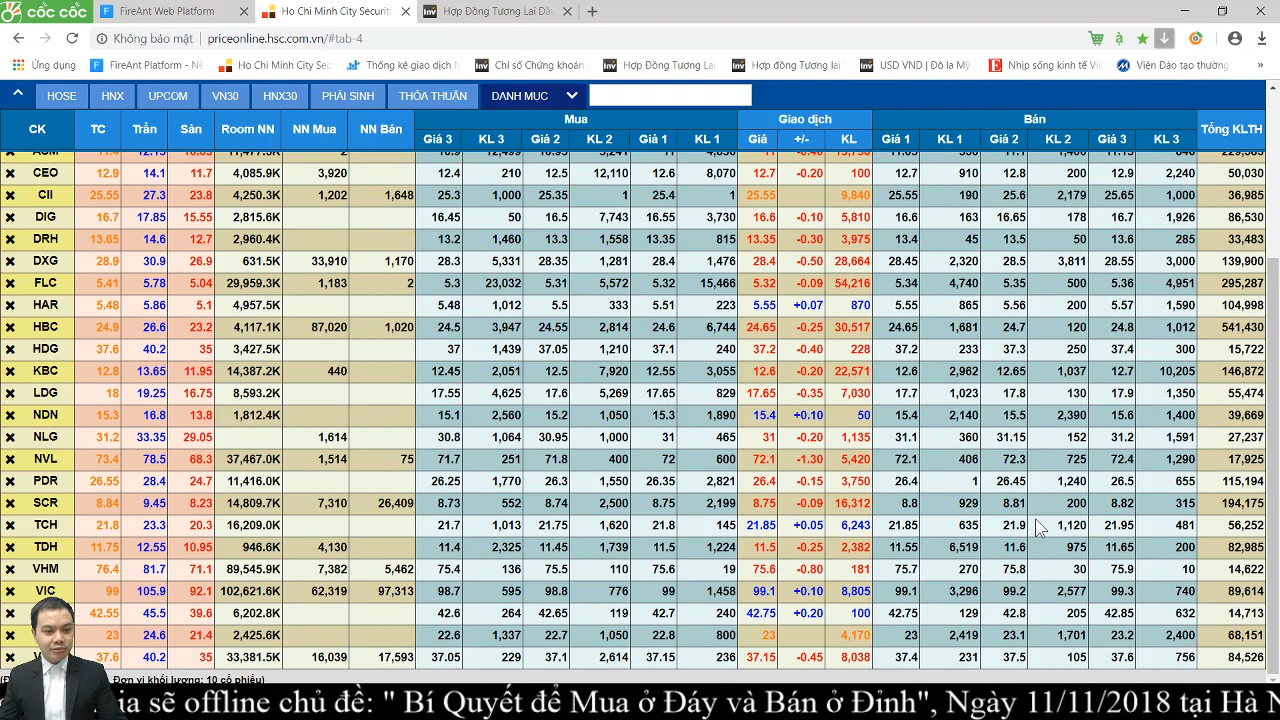 cốc cốc FireAnt Web Platform Ho Chi Minh City Securiti Hợp Đồng Tương Lai Dầu
Không bảo mật priceonline.hsc.com.vn/#tab-4
Ứng dụng FireAnt Platform - Nề Ho Chi Minh City Sec Thống kê giao dịch N Chỉ số Chứng khoán Hợp Đồng Tương Lai Hợp đồng tương lai USD VND | Đô la Mỹ Nhịp sống kinh tế Việ Viện Đào tạo thường »
HOSE HNX UPCOM VN30 HNX30 PHÁI SINH THỎA THUẬN DANH MỤC
CK TC Trần Sàn Room NN NN Mua NN Bán Mua Giao dịch Bán Tổng KLTH
Giá 3 KL 3 Giá 2 KL 2 Giá 1 KL 1 Giá +/- KL Giá 1 KL 1 Giá 2 KL 2 Giá 3 KL 3
CEO 12.9 14.1 11.7 4,085.9K 3,920 12.4 210 12.5 12,110 12.6 8,070 12.7 -0.20 100 12.7 910 12.8 200 12.9 2,240 50,030
CII 25.55 27.3 23.8 4,250.3K 1,202 1,648 25.3 1,000 25.35 1 25.4 1 25.55 9,840 25.55 190 25.6 2,179 25.65 1,000 36,985
DIG 16.7 17.85 15.55 2,815.6K 16.45 50 16.5 7,743 16.55 3,730 16.6 -0.10 5,810 16.6 163 16.65 178 16.7 1,926 86,530
DRH 13.65 14.6 12.7 2,960.4K 13.2 1,460 13.3 1,558 13.35 815 13.35 -0.30 3,975 13.4 45 13.5 50 13.6 285 33,483
DXG 28.9 30.9 26.9 631.5K 33,910 1,170 28.3 5,331 28.35 1,281 28.4 1,476 28.4 -0.50 28,664 28.45 2,320 28.5 3,811 28.55 3,000 139,900
FLC 5.41 5.78 5.04 29,959.3K 1,183 2 5.3 23,032 5.31 5,572 5.32 15,466 5.32 -0.09 54,216 5.34 4,740 5.35 500 5.36 4,951 295,287
HAR 5.48 5.86 5.1 4,957.5K 5.48 1,012 5.5 333 5.51 223 5.55 +0.07 870 5.55 865 5.56 200 5.57 1,590 104,998
HBC 24.9 26.6 23.2 4,117.1K 87,020 1,020 24.5 3,947 24.55 2,814 24.6 6,744 24.65 -0.25 30,517 24.65 1,681 24.7 120 24.8 1,012 541,430
HDG 37.6 40.2 35 3,427.5K 37 1,439 37.05 1,210 37.1 240 37.2 -0.40 228 37.2 233 37.3 250 37.4 300 15,722
KBC 12.8 13.65 11.95 14,387.2K 440 12.45 2,051 12.5 7,920 12.55 3,055 12.6 -0.20 22,571 12.6 2,962 12.65 1,037 12.7 10,205 146,872
LDG 18 19.25 16.75 8,593.2K 17.55 4,625 17.6 5,269 17.65 829 17.65 -0.35 7,030 17.7 1,023 17.8 130 17.9 1,350 55,474
NDN 15.3 16.8 13.8 1,812.4K 15.1 2,560 15.2 1,050 15.3 1,890 15.4 +0.10 50 15.4 2,140 15.5 2,390 15.6 1,400 39,669
NLG 31.2 33.35 29.05 1,614 30.8 1,064 30.95 1,000 31 465 31 -0.20 1,135 31.1 360 31.15 152 31.2 1,591 27,237
NVL 73.4 78.5 68.3 37,467.0K 1,514 75 71.7 251 71.8 400 72 600 72.1 -1.30 5,420 72.1 406 72.3 725 72.4 1,290 17,925
PDR 26.55 28.4 24.7 11,416.0K 26.25 1,770 26.3 1,550 26.35 2,821 26.4 -0.15 3,750 26.4 1 26.45 1,240 26.5 655 115,194
SCR 8.84 9.45 8.23 14,809.7K 7,310 26,409 8.73 552 8.74 2,500 8.75 2,199 8.75 -0.09 16,312 8.8 929 8.81 200 8.82 315 194,175
TCH 21.8 23.3 20.3 16,209.0K 21.7 1,013 21.75 1,620 21.8 145 21.85 +0.05 6,243 21.85 635 21.9 1,120 21.95 481 56,252
TDH 11.75 12.55 10.95 946.6K 4,130 11.4 2,325 11.45 1,739 11.5 1,224 11.5 -0.25 2,382 11.55 6,519 11.6 975 11.65 200 82,985
VHM 76.4 81.7 71.1 89,545.9K 7,382 5,462 75.4 136 75.5 110 75.6 19 75.6 -0.80 181 75.7 270 75.8 30 75.9 10 14,622
VIC 99 105.9 92.1 102,621.6K 62,319 97,313 98.7 595 98.8 776 99 1,458 99.1 +0.10 8,805 99.1 3,296 99.2 2,577 99.3 740 89,614
42.55 45.5 39.6 6,202.8K 42.6 264 42.65 119 42.7 240 42.75 +0.20 100 42.75 129 42.8 205 42.85 632 14,713
23 24.6 21.4 2,425.6K 22.6 1,337 22.7 1,050 22.8 800 23 4,170 23 2,419 23.1 1,701 23.2 2,400 68,151
37.6 40.2 35 33,381.5K 16,039 17,593 37.05 229 37.1 2,614 37.15 236 37.15 -0.45 8,038 37.4 231 37.5 105 37.6 756 84,526
Đơn vị khối lượng: 10 cổ phiếu)
ia sẽ offline chủ đề: " Bí Quyết để Mua ở Đáy và Bán ở Đỉnh", Ngày 11/11/2018 tại Hà N